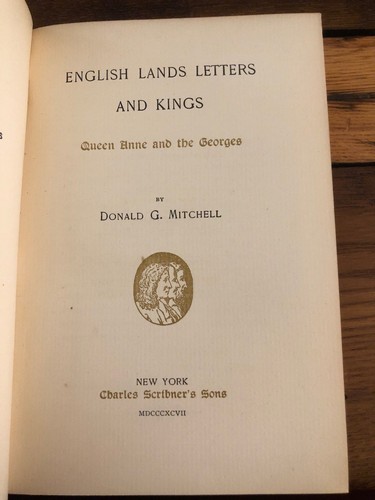 ENGLISH LANDS LETTERS
AND KINGS
Queen Anne and the Georges
BY
DONALD G. MITCHELL
NEW YORK
Charles Scribner's Sons
MDCCCXCVII